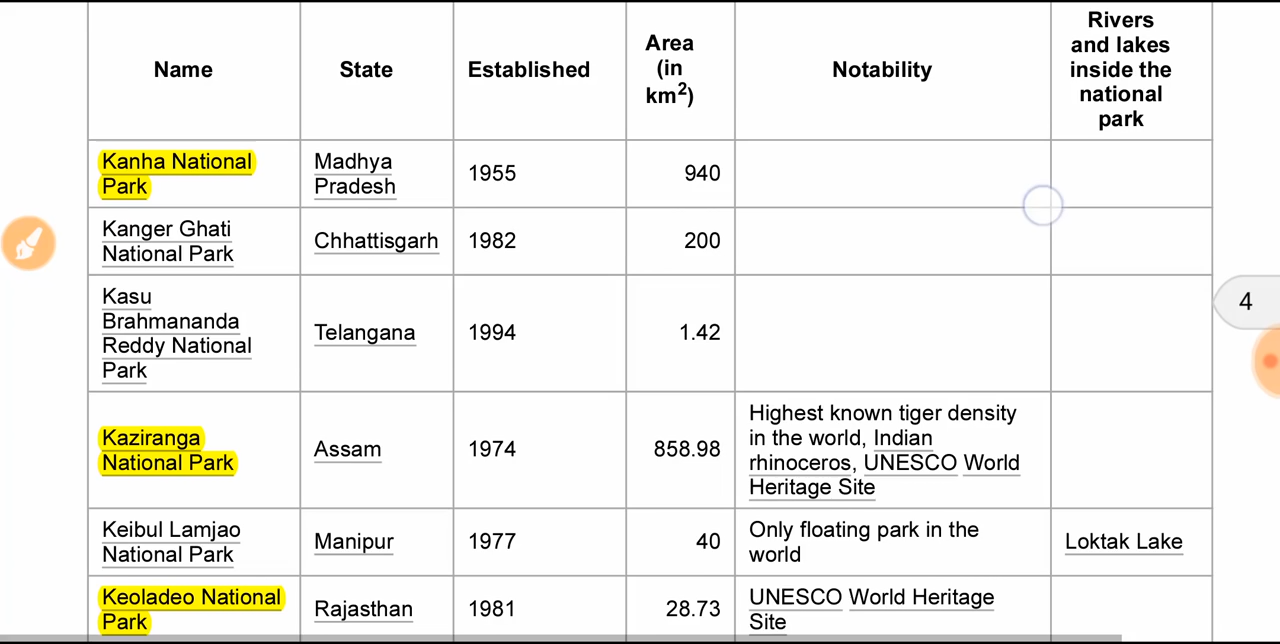 Name
State
Established
Area
(in
km2)
Notability
Rivers
and lakes
inside the
national
park
Kanha National
Park
Madhya
Pradesh
1955
940
Kanger Ghati
National Park
Chhattisgarh
1982
200
Kasu
Brahmananda
Reddy National
Park
Telangana
1994
1.42
Kaziranga
National Park
Assam
1974
858.98
Highest known tiger density
in the world, Indian
rhinoceros, UNESCO World
Heritage Site
Keibul Lamjao
National Park
Manipur
1977
40
Only floating park in the
world
Loktak Lake
Keoladeo National
Park
Rajasthan
1981
28.73
UNESCO World Heritage
Site
4